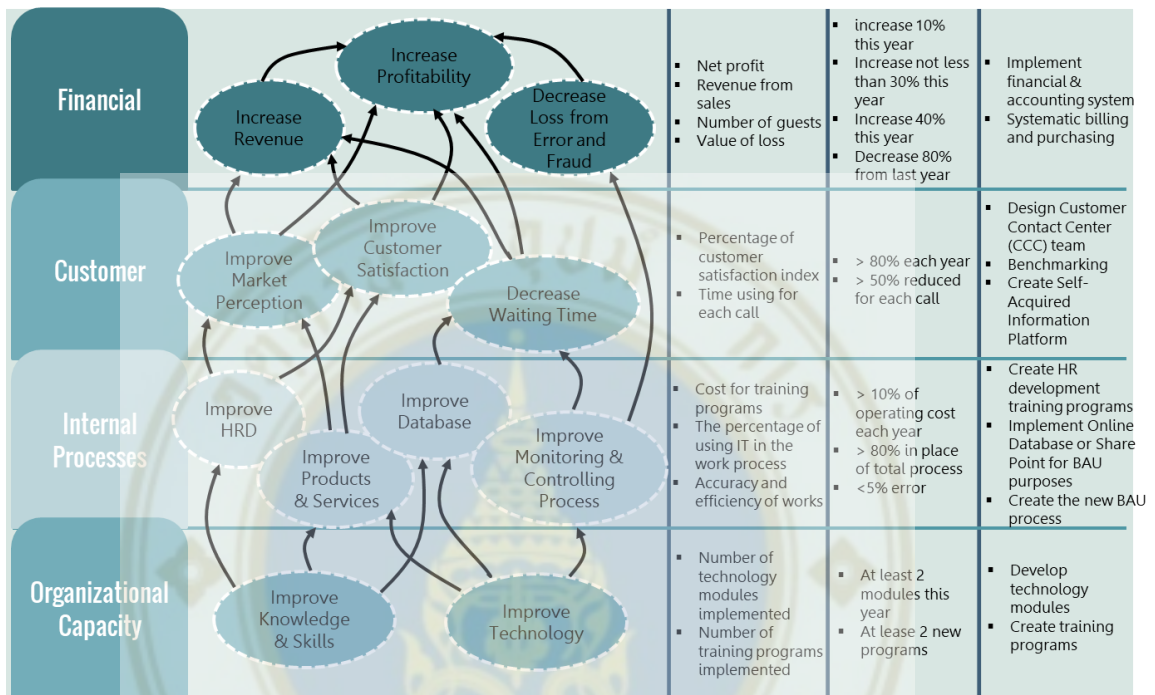 Financial
Increase
Profitability
Increase
Revenue
Decrease
Loss from
Error and
Fraud
Net profit
Revenue from
sales
Number of guests
Value of loss
increase 10%
this year
Increase not less
than 30% this
year
Increase 40%
this year
Decrease 80%
from last year
Implement
financial &
accounting system
Systematic billing
and purchasing
Customer
Improve
Market
Perception
Improve
Customer
Satisfaction
Decrease
Waiting Time
Percentage of
customer
satisfaction index
Time using for
each call
> 80% each year
> 50% reduced
for each call
Design Customer
Contact Center
(CCC) team
Benchmarking
Create Self-
Acquired
Information
Platform
Internal
Processes
Improve
HRD
Improve
Products
& Services
Improve
Database
Improve
Monitoring &
Controlling
Process
Cost for training
programs
The percentage of
using IT in the
work process
Accuracy and
efficiency of works
> 10% of
operating cost
each year
> 80% in place
of total process
<5% error
Create HR
development
training programs
Implement Online
Database or Share
Point for BAU
purposes
Create the new BAU
process
Organizational
Capacity
Improve
Knowledge
& Skills
Improve
Technology
Number of
technology
modules
implemented
Number of
training programs
implemented
At least 2
modules this
year
At lease 2 new
programs
Develop
technology
modules
Create training
programs